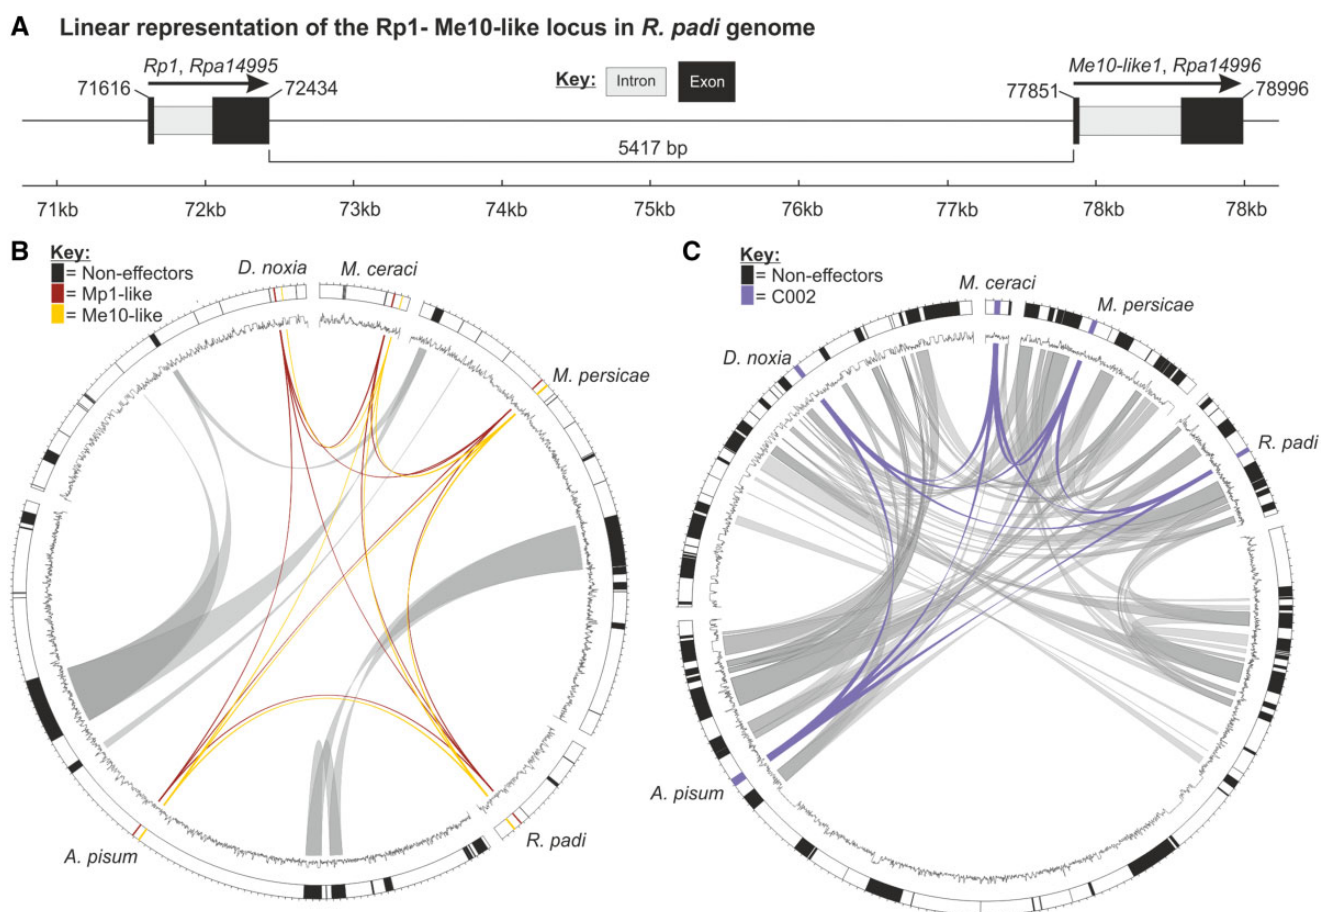 A Linear representation of the Rp1- Me10-like locus in R. padi genome
Rp1, Rpa14995
Key: Intron Exon
Me10-like1, Rpa14996
71616 72434
77851 78996
5417 bp
71kb 72kb 73kb 74kb 75kb 76kb 77kb 78kb 78kb
B
Key:
= Non-effectors
= Mp1-like
= Me10-like
D. noxia
M. ceraci
M. persicae
R. padi
A. pisum
C
Key:
= Non-effectors
= C002
M. ceraci
M. persicae
D. noxia
R. padi
A. pisum